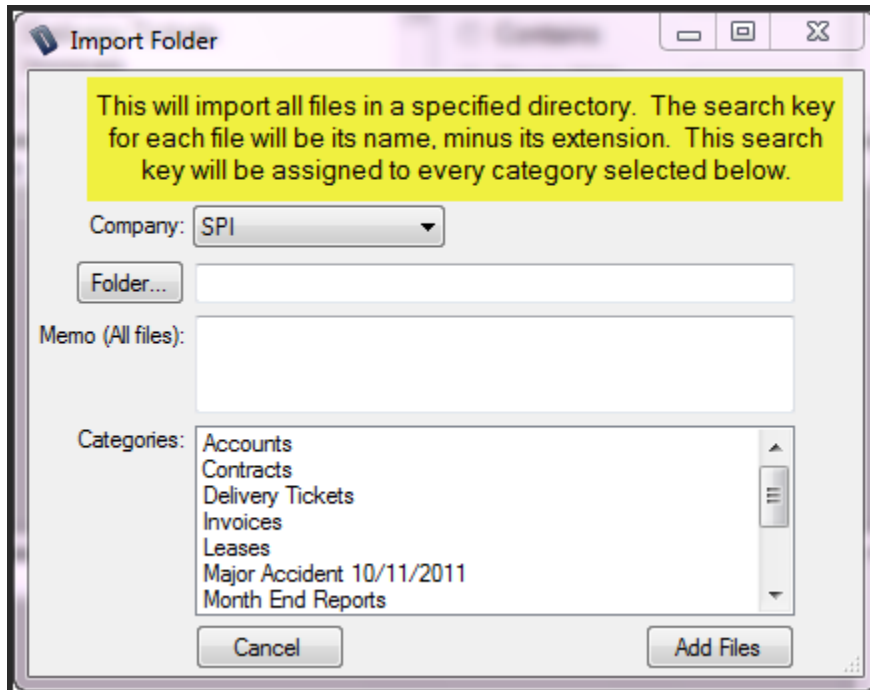 Import Folder
Contains
This will import all files in a specified directory. The search key
for each file will be its name, minus its extension. This search
key will be assigned to every category selected below.
Company: SPI
Folder...
Memo (All files):
Categories:
Accounts
Contracts
Delivery Tickets
Invoices
Leases
Major Accident 10/11/2011
Month End Reports
Cancel
Add Files